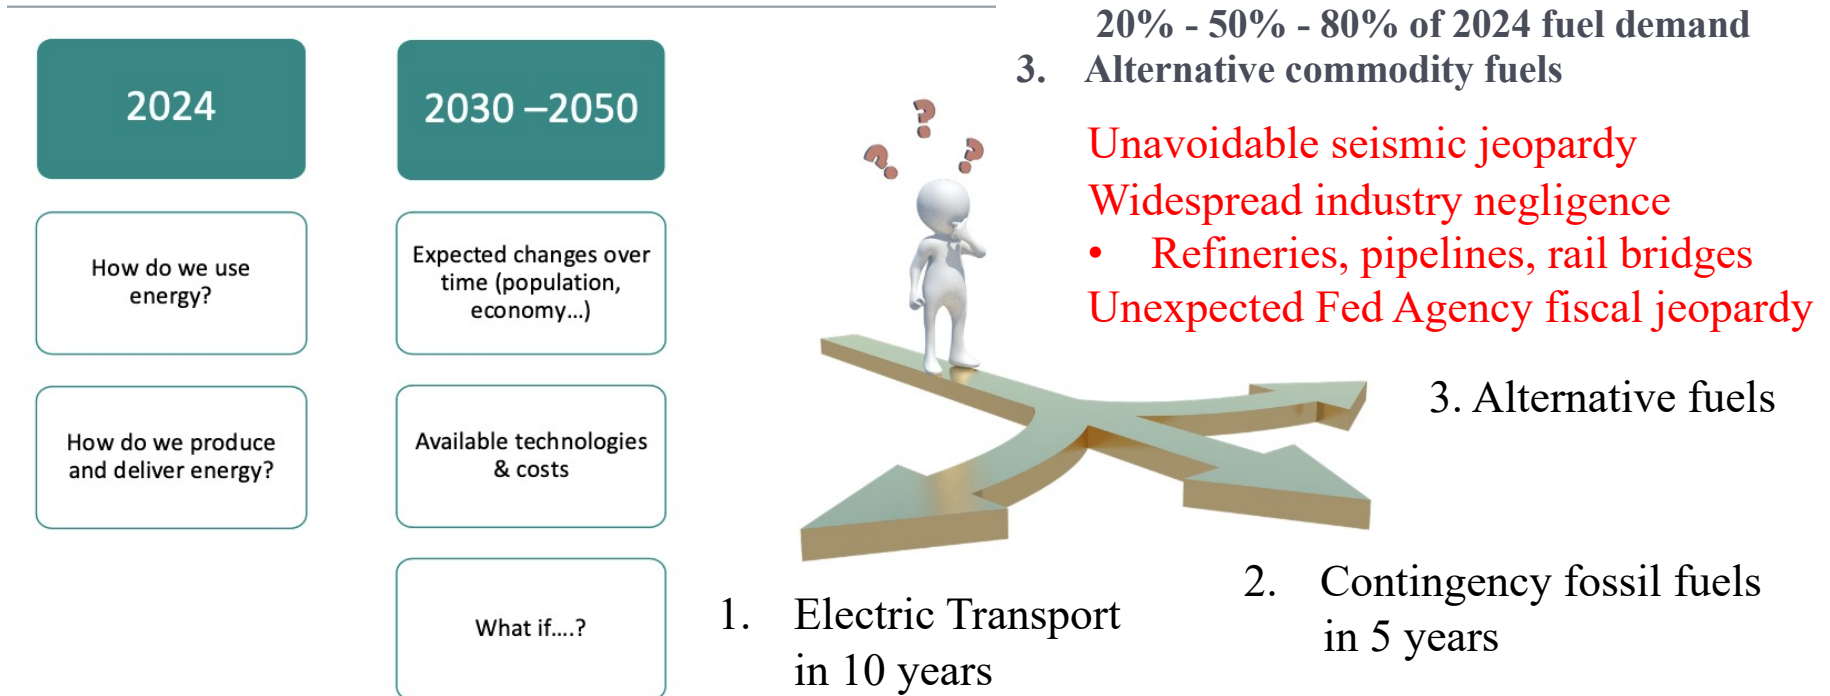 2024
How do we use
energy?
How do we produce
and deliver energy?
2030 –2050
Expected changes over
time (population,
economy...)
Available technologies
& costs
What if....?
20% - 50% - 80% of 2024 fuel demand
3. Alternative commodity fuels
Unavoidable seismic jeopardy
Widespread industry negligence
• Refineries, pipelines, rail bridges
Unexpected Fed Agency fiscal jeopardy
? ? ?
3. Alternative fuels
2. Contingency fossil fuels
in 5 years
1. Electric Transport
in 10 years